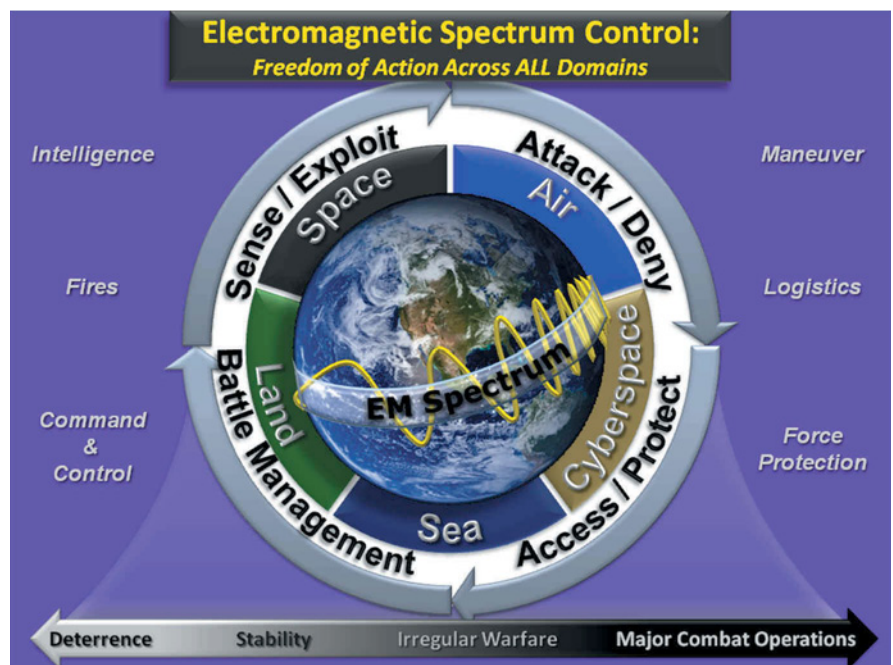 Electromagnetic Spectrum Control:
Freedom of Action Across ALL Domains
Intelligence
Fires
Command
&
Control
Sense / Exploit
Attack / Deny
Battle Management
Access / Protect
Space
Air
Land
Cyberspace
Sea
EM Spectrum
Maneuver
Logistics
Force
Protection
Deterrence
Stability
Irregular Warfare
Major Combat Operations